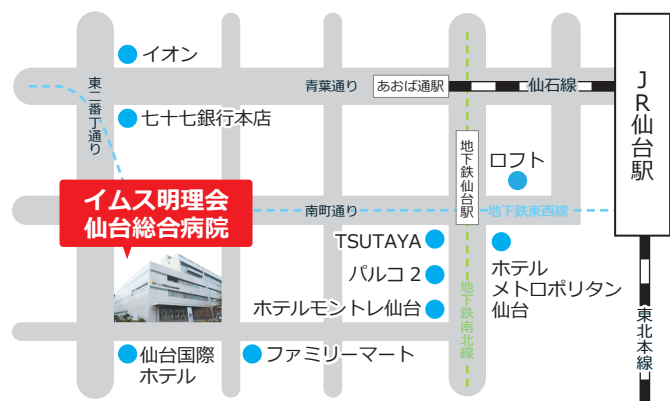 イオン
東二番丁通り
青葉通り
あおば通駅
仙石線
JR仙台駅
七十七銀行本店
地下鉄仙台駅
ロフト
イムス明理会
仙台総合病院
南町通り
地下鉄東西線
TSUTAYA
パルコ2
ホテルモントレ仙台
ホテル
メトロポリタン
仙台
地下鉄南北線
東北本線
仙台国際
ホテル
ファミリーマート